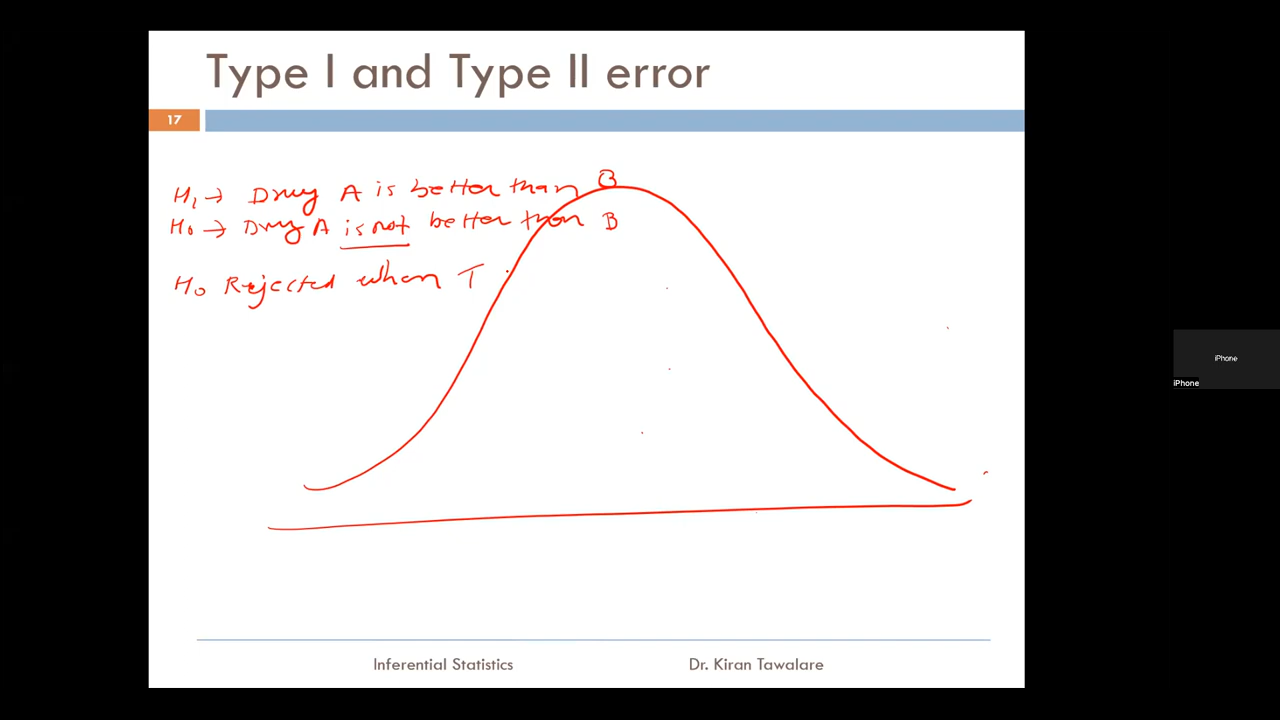 Type I and Type II error
17
H1 → Drug A is better than B
H0 → Drug A is not better than B
H0 Rejected when T
iPhone
iPhone
Inferential Statistics
Dr. Kiran Tawalare